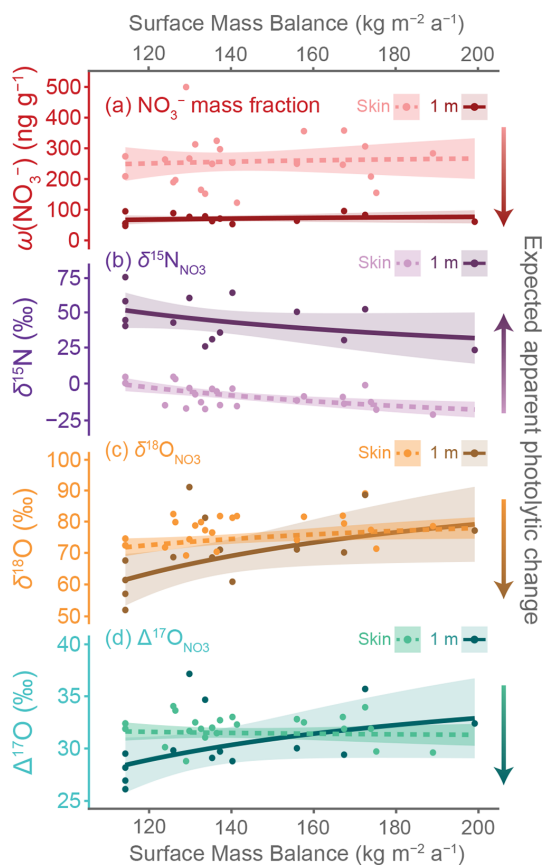 Surface Mass Balance (kg m⁻² a⁻¹)
120 140 160 180 200
(a) NO₃⁻ mass fraction
Skin 1 m
ω(NO₃⁻) (ng g⁻¹)
500
400
300
200
100
0
(b) δ¹⁵N_NO3
Skin 1 m
δ¹⁵N (‰)
75
50
25
0
−25
(c) δ¹⁸O_NO3
Skin 1 m
δ¹⁸O (‰)
100
90
80
70
60
50
(d) Δ¹⁷O_NO3
Skin 1 m
Δ¹⁷O (‰)
40
35
30
25
Expected apparent photolytic change
120 140 160 180 200
Surface Mass Balance (kg m⁻² a⁻¹)